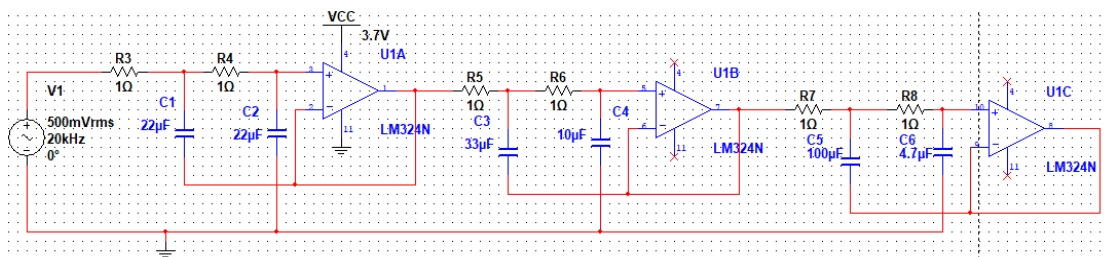 VCC
3.7V
R3
1Ω
R4
1Ω
4
U1A
3
2
1
11
LM324N
V1
500mVrms
20kHz
0°
C1
22µF
C2
22µF
R5
1Ω
R6
1Ω
C3
33µF
C4
10µF
4
U1B
5
6
7
11
LM324N
R7
1Ω
R8
1Ω
C5
100µF
C6
4.7µF
4
U1C
10
9
8
11
LM324N